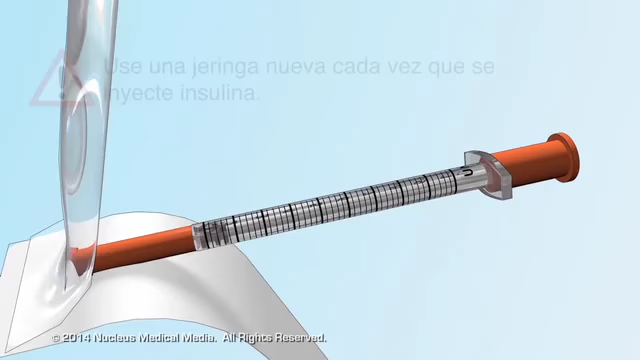 Use una jeringa nueva cada vez que se
inyecte insulina.
U
© 2014 Nucleus Medical Media.  All Rights Reserved.